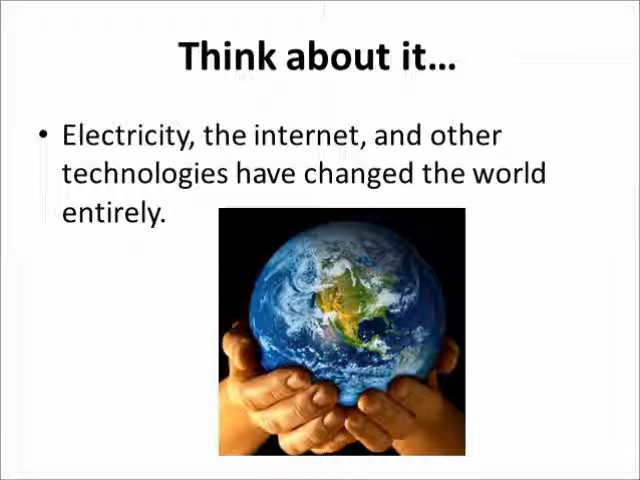 Think about it…
• Electricity, the internet, and other
technologies have changed the world
entirely.